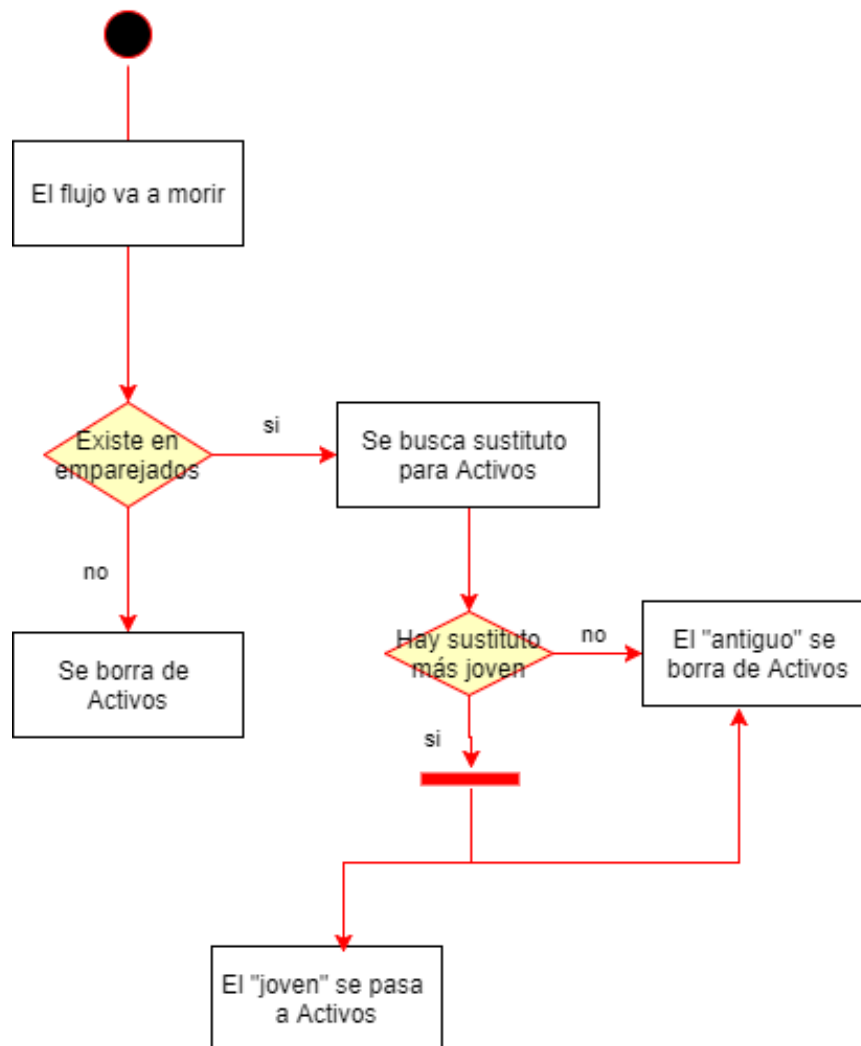 El flujo va a morir
Existe en
emparejados
si
Se busca sustituto
para Activos
no
Se borra de
Activos
Hay sustituto
más joven
no
El "antiguo" se
borra de Activos
si
El "joven" se pasa
a Activos